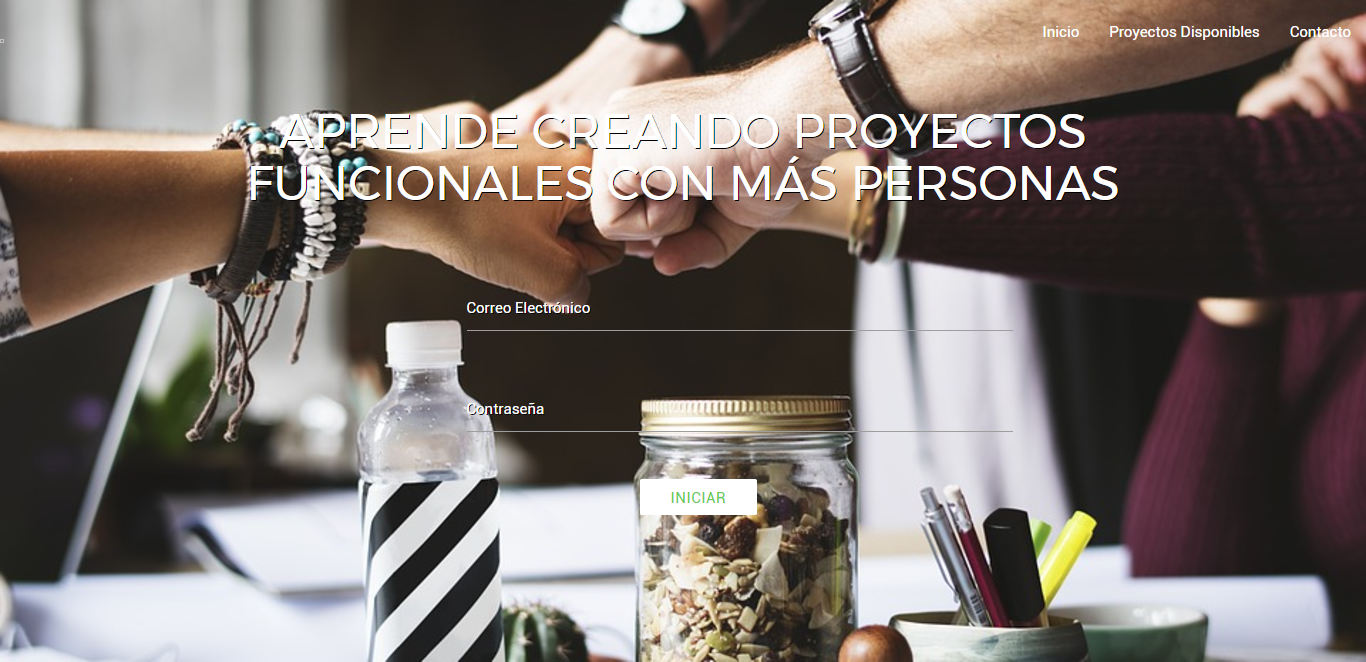 Inicio Proyectos Disponibles Contacto
APRENDE CREANDO PROYECTOS
FUNCIONALES CON MÁS PERSONAS
Correo Electrónico
Contraseña
INICIAR